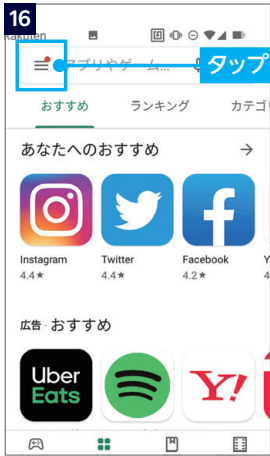 16
Rakuten
アプリやゲーム...
タップ
おすすめ
ランキング
カテゴ
あなたへのおすすめ
Instagram
Twitter
Facebook
Y
4.4★
4.4★
4.2★
4
広告・おすすめ
Uber
Eats
Y!